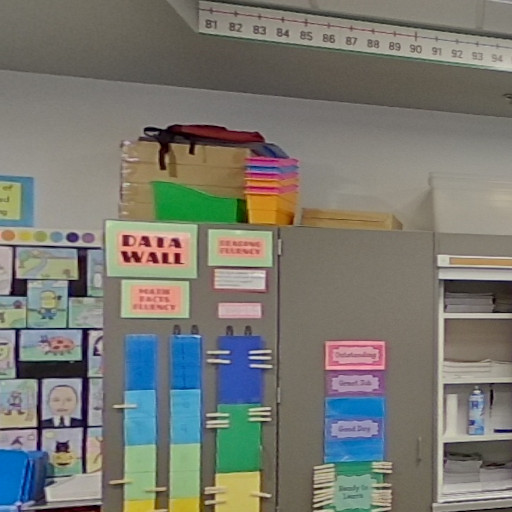 81 82 83 84 85 86 87 88 89 90 91 92 93 94
of
DATA
WALL
READING
FLUENCY
MATH
FACTS
FLUENCY
Outstanding
Great Job
Good Day
Ready to
Learn